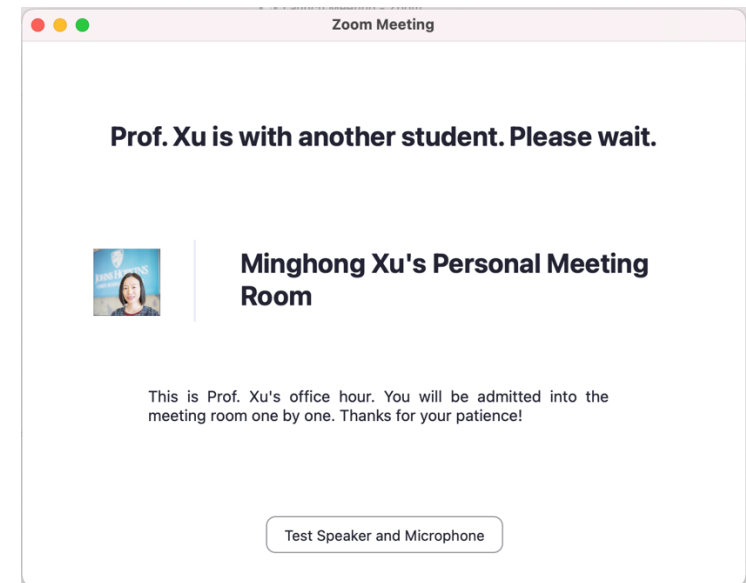 Zoom Meeting
Prof. Xu is with another student. Please wait.
JOHNS HOPKINS
Minghong Xu's Personal Meeting
Room
This is Prof. Xu's office hour. You will be admitted into the
meeting room one by one. Thanks for your patience!
Test Speaker and Microphone